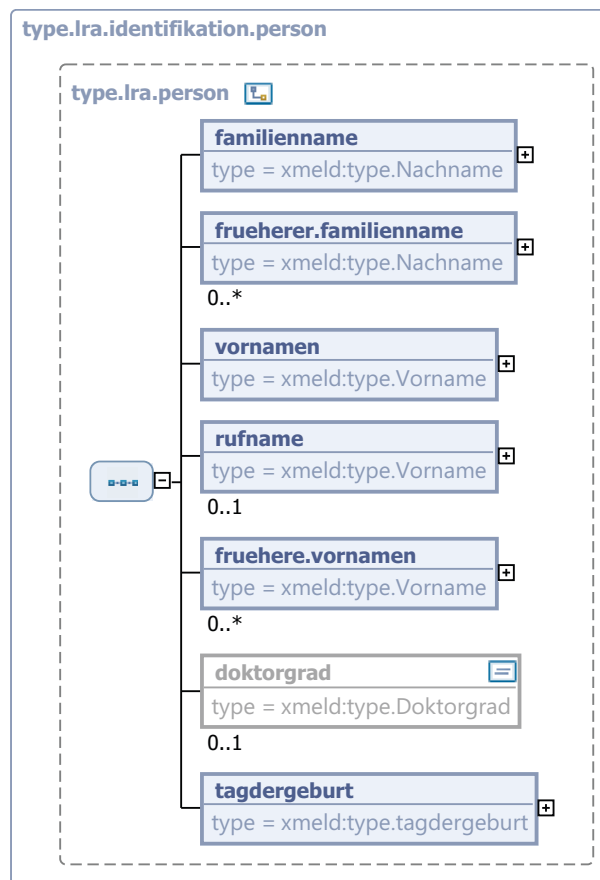 type.lra.identifikation.person
type.lra.person
familienname
type = xmeld:type.Nachname
frueherer.familienname
type = xmeld:type.Nachname
0..*
vornamen
type = xmeld:type.Vorname
rufname
type = xmeld:type.Vorname
0..1
fruehere.vornamen
type = xmeld:type.Vorname
0..*
doktorgrad
type = xmeld:type.Doktorgrad
0..1
tagdergeburt
type = xmeld:type.tagdergeburt